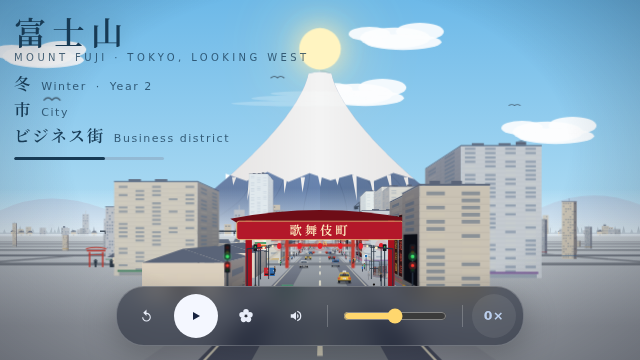 富士山
MOUNT FUJI · TOKYO, LOOKING WEST
冬 Winter · Year 2
市 City
ビジネス街 Business district
歌舞伎町
0×